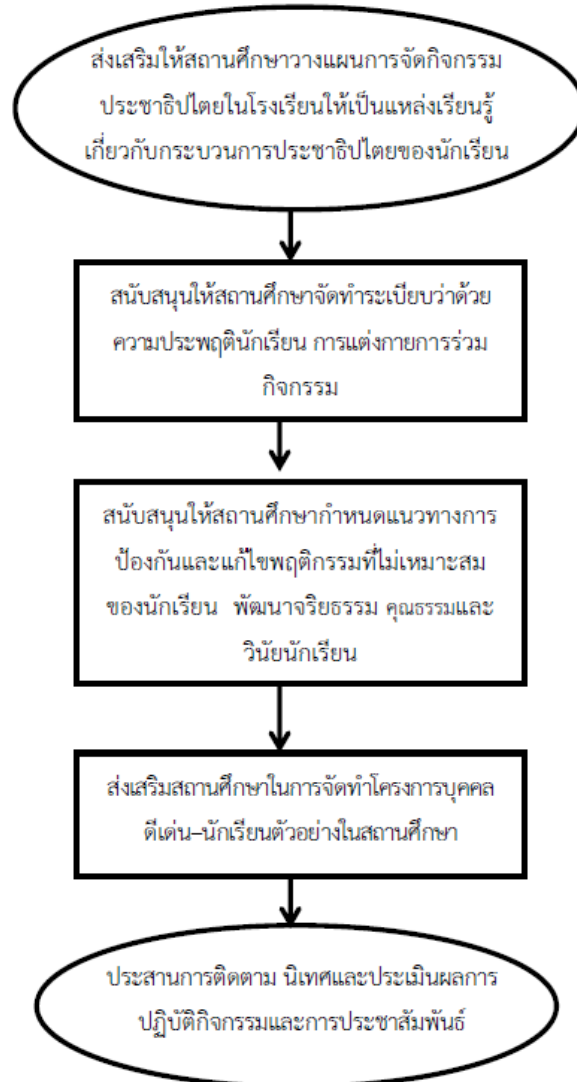 ส่งเสริมให้สถานศึกษาวางแผนการจัดกิจกรรม
ประชาธิปไตยในโรงเรียนให้เป็นแหล่งเรียนรู้
เกี่ยวกับกระบวนการประชาธิปไตยของนักเรียน
สนับสนุนให้สถานศึกษาจัดทำระเบียบว่าด้วย
ความประพฤตินักเรียน การแต่งกายการร่วม
กิจกรรม
สนับสนุนให้สถานศึกษากำหนดแนวทางการ
ป้องกันและแก้ไขพฤติกรรมที่ไม่เหมาะสม
ของนักเรียน พัฒนาจริยธรรม คุณธรรมและ
วินัยนักเรียน
ส่งเสริมสถานศึกษาในการจัดทำโครงการบุคคล
ดีเด่น–นักเรียนตัวอย่างในสถานศึกษา
ประสานการติดตาม นิเทศและประเมินผลการ
ปฏิบัติกิจกรรมและการประชาสัมพันธ์